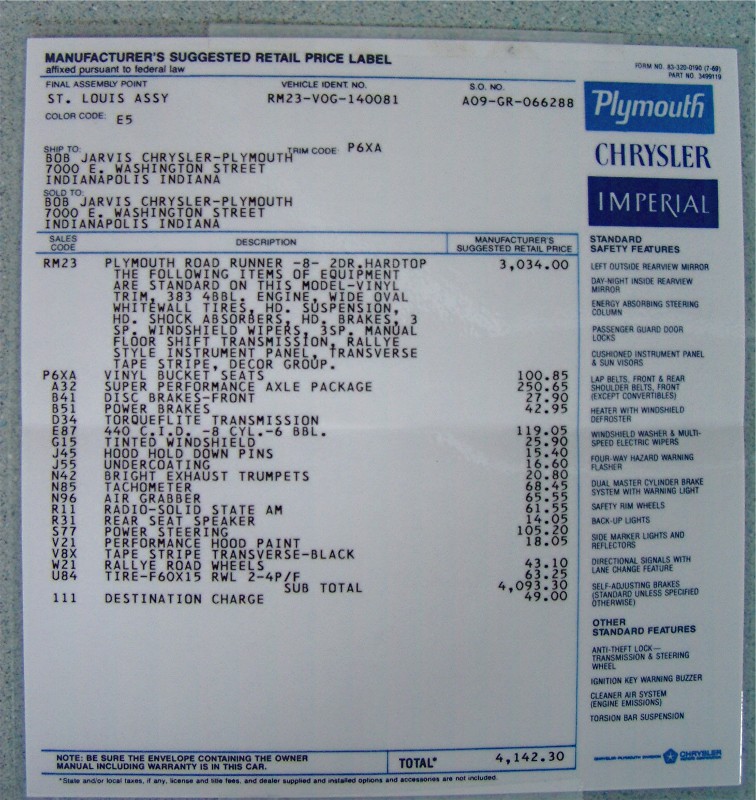 MANUFACTURER'S SUGGESTED RETAIL PRICE LABEL
affixed pursuant to federal law
FORM NO. 83-320-0190 (7-69)
PART NO. 3499119
FINAL ASSEMBLY POINT VEHICLE IDENT. NO. S.O. NO.
ST. LOUIS ASSY RM23-VOG-140081 A09-GR-066288
COLOR CODE: E5
SHIP TO: TRIM CODE: P6XA
BOB JARVIS CHRYSLER-PLYMOUTH
7000 E. WASHINGTON STREET
INDIANAPOLIS INDIANA
SOLD TO:
BOB JARVIS CHRYSLER-PLYMOUTH
7000 E. WASHINGTON STREET
INDIANAPOLIS INDIANA
SALES CODE DESCRIPTION MANUFACTURER'S SUGGESTED RETAIL PRICE
RM23 PLYMOUTH ROAD RUNNER -8- 2DR.HARDTOP 3,034.00
THE FOLLOWING ITEMS OF EQUIPMENT
ARE STANDARD ON THIS MODEL-VINYL
TRIM, 383 4BBL. ENGINE, WIDE OVAL
WHITEWALL TIRES, HD. SUSPENSION,
HD. SHOCK ABSORBERS, HD. BRAKES, 3
SP. WINDSHIELD WIPERS, 3SP. MANUAL
FLOOR SHIFT TRANSMISSION, RALLYE
STYLE INSTRUMENT PANEL, TRANSVERSE
TAPE STRIPE, DECOR GROUP.
P6XA VINYL BUCKET SEATS 100.85
A32 SUPER PERFORMANCE AXLE PACKAGE 250.65
B41 DISC BRAKES-FRONT 27.90
B51 POWER BRAKES 42.95
D34 TORQUEFLITE TRANSMISSION
E87 440 C.I.D. -8 CYL.-6 BBL. 119.05
G15 TINTED WINDSHIELD 25.90
J45 HOOD HOLD DOWN PINS 15.40
J55 UNDERCOATING 16.60
N42 BRIGHT EXHAUST TRUMPETS 20.80
N85 TACHOMETER 68.45
N96 AIR GRABBER 65.55
R11 RADIO-SOLID STATE AM 61.55
R31 REAR SEAT SPEAKER 14.05
S77 POWER STEERING 105.20
V21 PERFORMANCE HOOD PAINT 18.05
V8X TAPE STRIPE TRANSVERSE-BLACK
W21 RALLYE ROAD WHEELS 43.10
U84 TIRE-F60X15 RWL 2-4P/F 63.25
SUB TOTAL 4,093.30
111 DESTINATION CHARGE 49.00
NOTE: BE SURE THE ENVELOPE CONTAINING THE OWNER
MANUAL INCLUDING WARRANTY IS IN THIS CAR.
TOTAL* 4,142.30
*State and/or local taxes, if any, license and title fees, and dealer supplied and installed options and accessories are not included.
Plymouth
CHRYSLER
IMPERIAL
STANDARD
SAFETY FEATURES
LEFT OUTSIDE REARVIEW MIRROR
DAY-NIGHT INSIDE REARVIEW
MIRROR
ENERGY ABSORBING STEERING
COLUMN
PASSENGER GUARD DOOR
LOCKS
CUSHIONED INSTRUMENT PANEL
& SUN VISORS
LAP BELTS, FRONT & REAR
SHOULDER BELTS, FRONT
(EXCEPT CONVERTIBLES)
HEATER WITH WINDSHIELD
DEFROSTER
WINDSHIELD WASHER & MULTI-
SPEED ELECTRIC WIPERS
FOUR-WAY HAZARD WARNING
FLASHER
DUAL MASTER CYLINDER BRAKE
SYSTEM WITH WARNING LIGHT
SAFETY RIM WHEELS
BACK-UP LIGHTS
SIDE MARKER LIGHTS AND
REFLECTORS
DIRECTIONAL SIGNALS WITH
LANE CHANGE FEATURE
SELF-ADJUSTING BRAKES
(STANDARD UNLESS SPECIFIED
OTHERWISE)
OTHER
STANDARD FEATURES
ANTI-THEFT LOCK—
TRANSMISSION & STEERING
WHEEL
IGNITION KEY WARNING BUZZER
CLEANER AIR SYSTEM
(ENGINE EMISSIONS)
TORSION BAR SUSPENSION
CHRYSLER PLYMOUTH DIVISION CHRYSLER